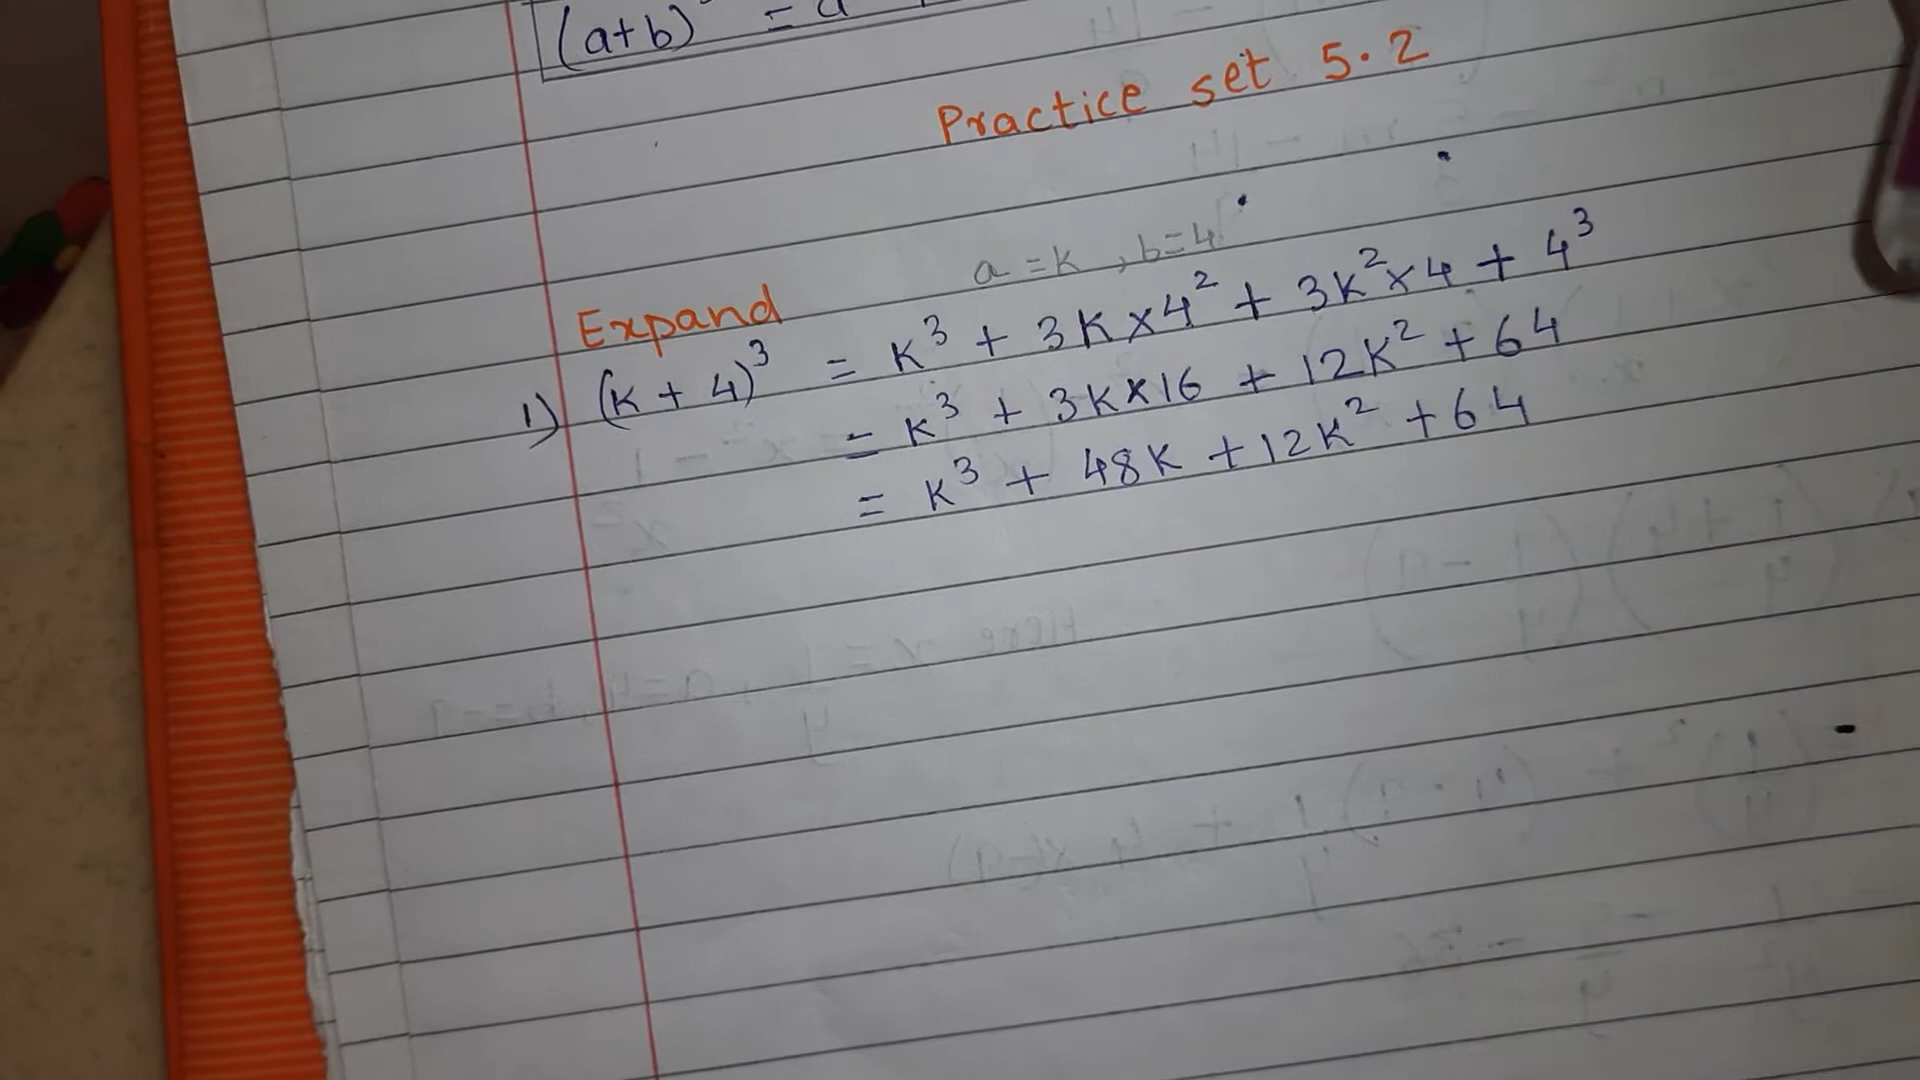 (a+b) = a
Practice set 5.2
a = k , b = 4
Expand
1) (k + 4)³ = k³ + 3k × 4² + 3k² × 4 + 4³
= k³ + 3k × 16 + 12k² + 64
= k³ + 48k + 12k² + 64